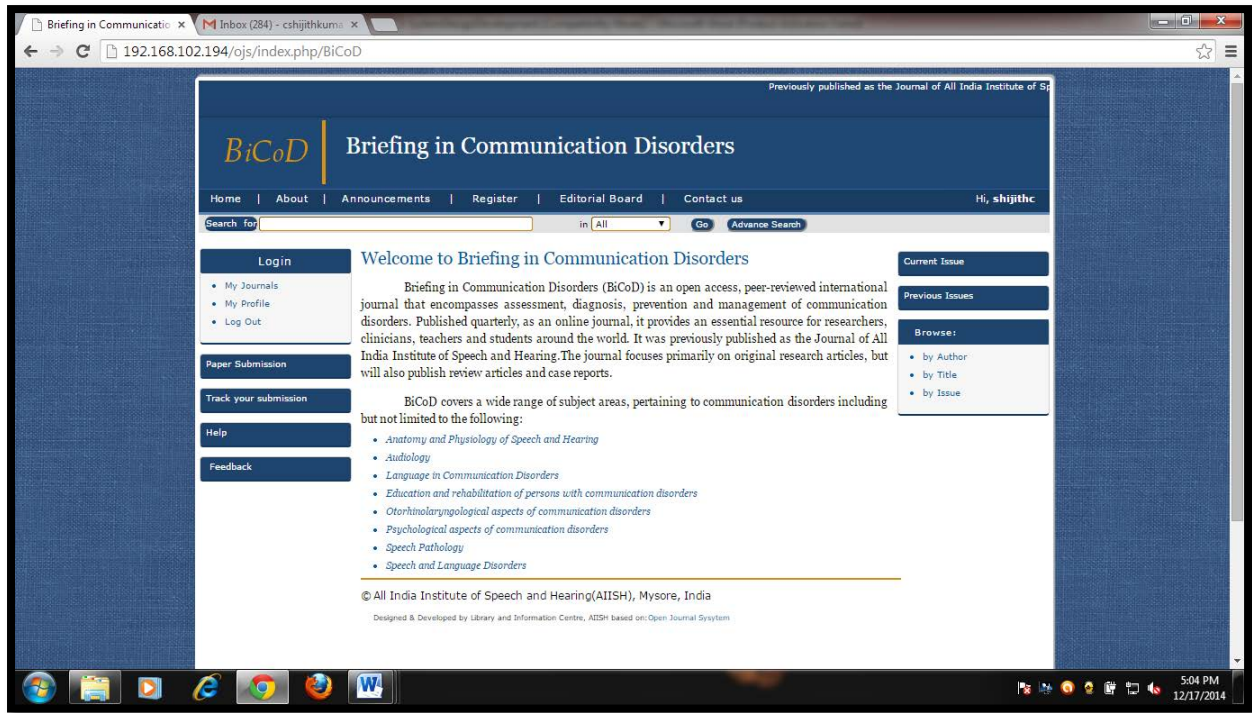 Briefing in Communicatio
Inbox (284) - cshijithkuma
192.168.102.194/ojs/index.php/BiCoD
Previously published as the Journal of All India Institute of Sp
BiCoD
Briefing in Communication Disorders
Home | About | Announcements | Register | Editorial Board | Contact us
Hi, shijithc
Search for
in All
Go
Advance Search
Login
My Journals
My Profile
Log Out
Paper Submission
Track your submission
Help
Feedback
Welcome to Briefing in Communication Disorders
Briefing in Communication Disorders (BiCoD) is an open access, peer-reviewed international
journal that encompasses assessment, diagnosis, prevention and management of communication
disorders. Published quarterly, as an online journal, it provides an essential resource for researchers,
clinicians, teachers and students around the world. It was previously published as the Journal of All
India Institute of Speech and Hearing.The journal focuses primarily on original research articles, but
will also publish review articles and case reports.
BiCoD covers a wide range of subject areas, pertaining to communication disorders including
but not limited to the following:
Anatomy and Physiology of Speech and Hearing
Audiology
Language in Communication Disorders
Education and rehabilitation of persons with communication disorders
Otorhinolaryngological aspects of communication disorders
Psychological aspects of communication disorders
Speech Pathology
Speech and Language Disorders
© All India Institute of Speech and Hearing(AIISH), Mysore, India
Designed & Developed by Library and Information Centre, AIISH based on:Open Journal Sysytem
Current Issue
Previous Issues
Browse:
by Author
by Title
by Issue
5:04 PM
12/17/2014